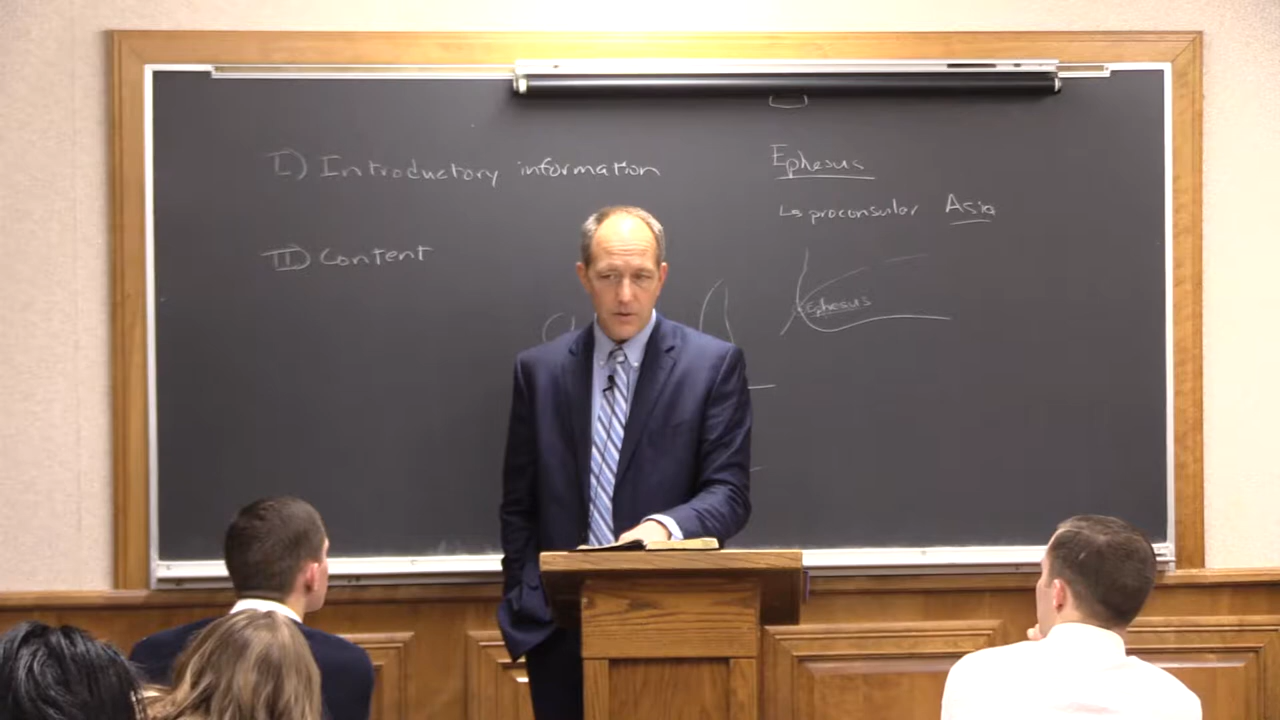 I) Introductory information
II) Content
Ephesus
↳ proconsular Asia
Ephesus